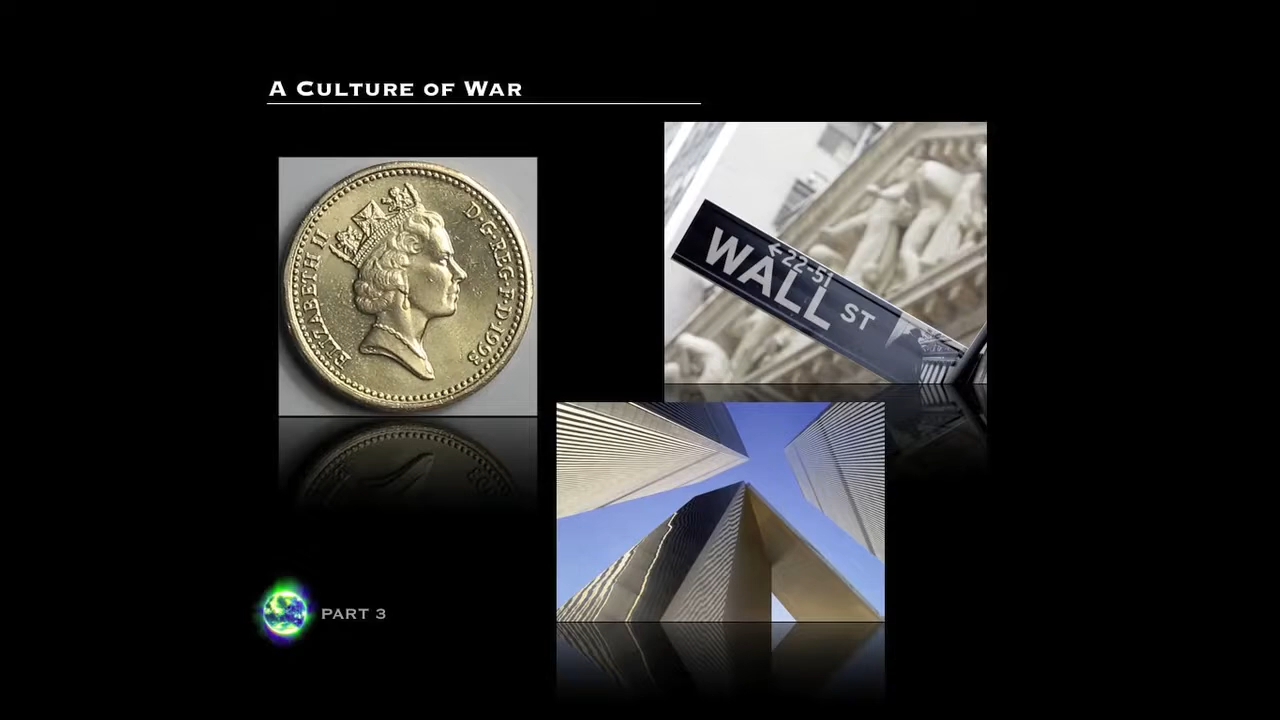 A CULTURE OF WAR
ELIZABETH II
D·G·REG·F·D·1993
←22-51
WALL ST
PART 3